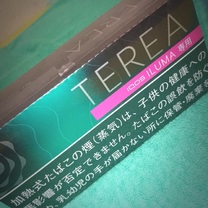 TEREA
IQOS ILUMA 専用
加熱式たばこの煙(蒸気)は、子供の健康への
影響が否定できません。たばこの誤飲を防ぐ
乳幼児の手が届かない所に保管・廃棄